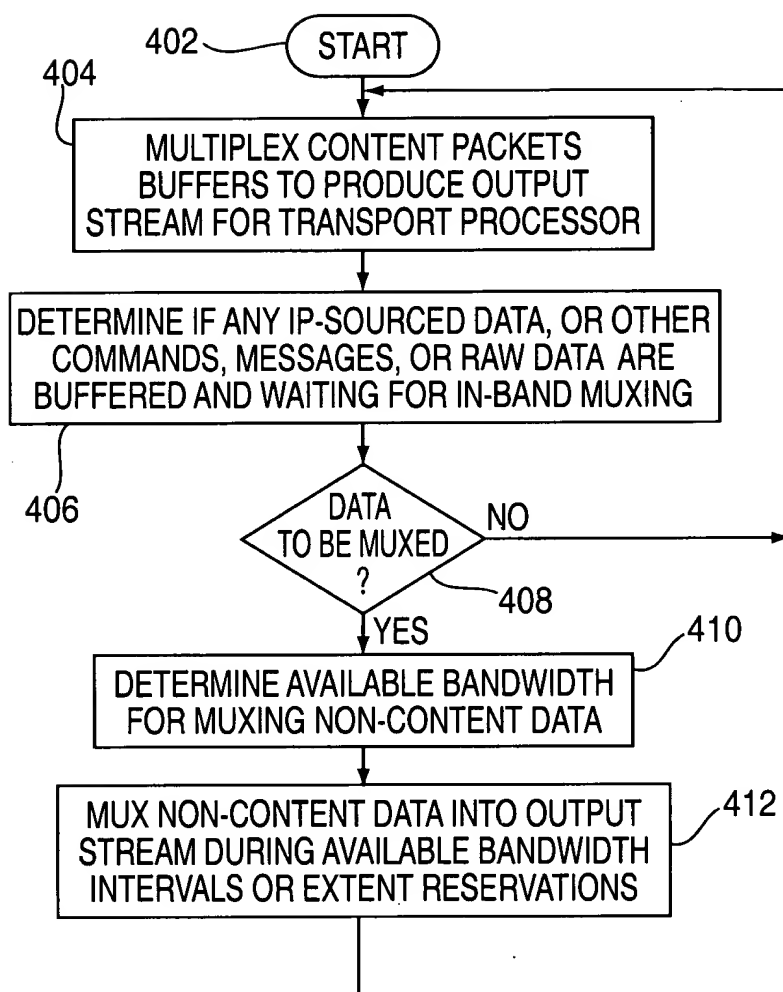 402
START
404
MULTIPLEX CONTENT PACKETS
BUFFERS TO PRODUCE OUTPUT
STREAM FOR TRANSPORT PROCESSOR
DETERMINE IF ANY IP-SOURCED DATA, OR OTHER
COMMANDS, MESSAGES, OR RAW DATA ARE
BUFFERED AND WAITING FOR IN-BAND MUXING
406
DATA
TO BE MUXED
?
NO
408
YES
410
DETERMINE AVAILABLE BANDWIDTH
FOR MUXING NON-CONTENT DATA
412
MUX NON-CONTENT DATA INTO OUTPUT
STREAM DURING AVAILABLE BANDWIDTH
INTERVALS OR EXTENT RESERVATIONS